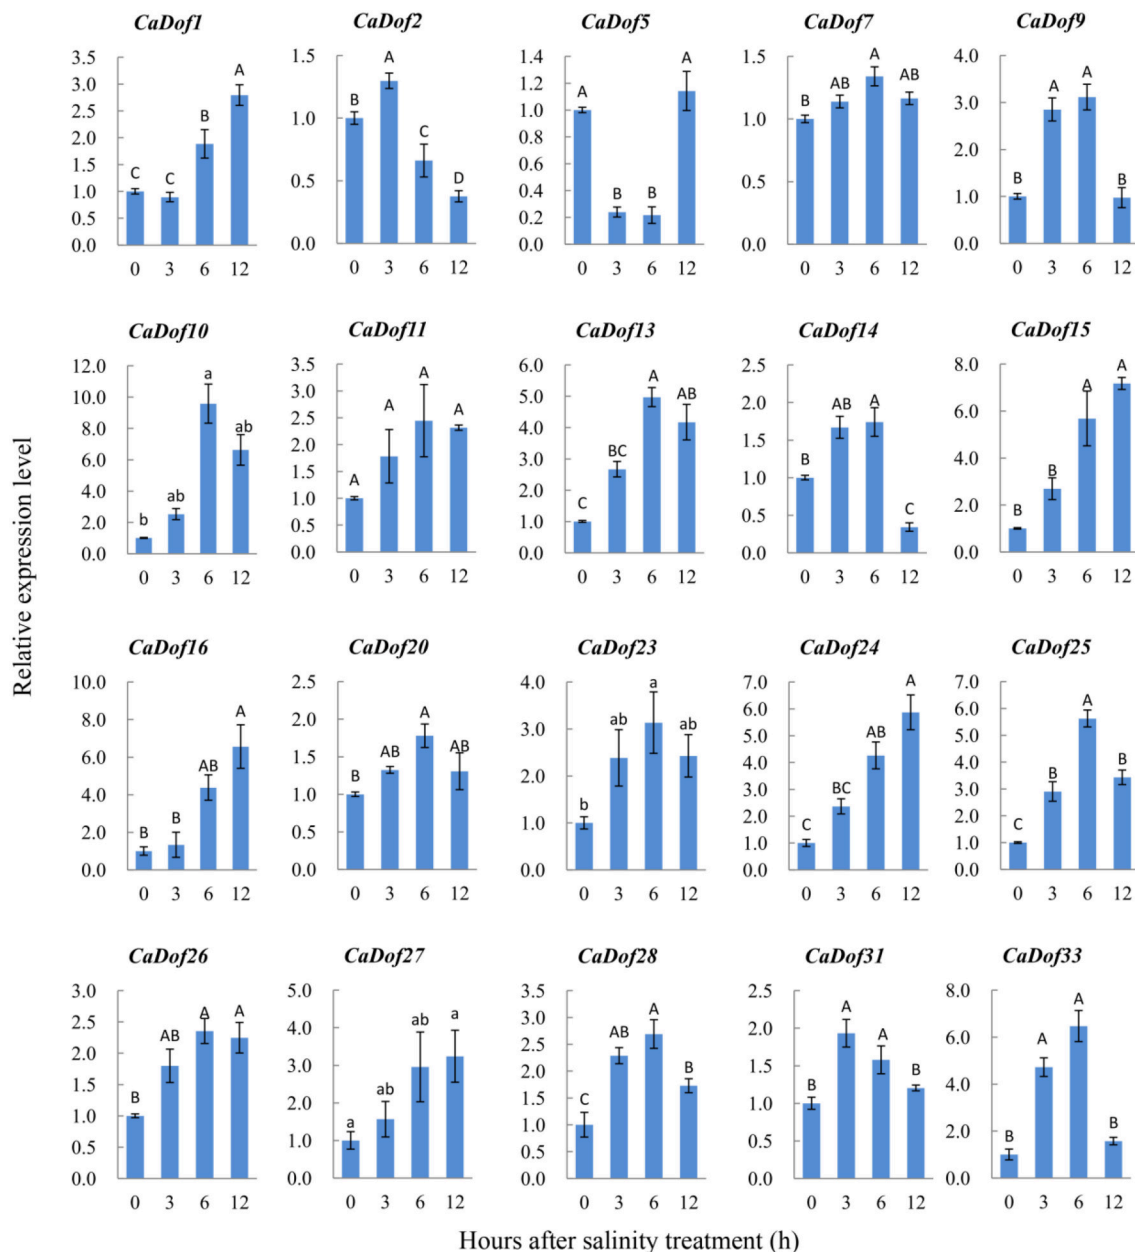 CaDof1
3.5
3.0
2.5
2.0
1.5
1.0
0.5
0.0
C C B A
0 3 6 12
CaDof2
1.5
1.0
0.5
0.0
B A C D
0 3 6 12
CaDof5
1.4
1.2
1.0
0.8
0.6
0.4
0.2
0.0
A B B A
0 3 6 12
CaDof7
1.5
1.0
0.5
0.0
B AB A AB
0 3 6 12
CaDof9
4.0
3.0
2.0
1.0
0.0
B A A B
0 3 6 12
Relative expression level
CaDof10
12.0
10.0
8.0
6.0
4.0
2.0
0.0
b ab a ab
0 3 6 12
CaDof11
3.5
3.0
2.5
2.0
1.5
1.0
0.5
0.0
A A A A
0 3 6 12
CaDof13
6.0
5.0
4.0
3.0
2.0
1.0
0.0
C BC A AB
0 3 6 12
CaDof14
2.5
2.0
1.5
1.0
0.5
0.0
B AB A C
0 3 6 12
CaDof15
8.0
6.0
4.0
2.0
0.0
B B A A
0 3 6 12
CaDof16
10.0
8.0
6.0
4.0
2.0
0.0
B B AB A
0 3 6 12
CaDof20
2.5
2.0
1.5
1.0
0.5
0.0
B AB A AB
0 3 6 12
CaDof23
4.0
3.0
2.0
1.0
0.0
b ab a ab
0 3 6 12
CaDof24
7.0
6.0
5.0
4.0
3.0
2.0
1.0
0.0
C BC AB A
0 3 6 12
CaDof25
7.0
6.0
5.0
4.0
3.0
2.0
1.0
0.0
C B A B
0 3 6 12
CaDof26
3.0
2.5
2.0
1.5
1.0
0.5
0.0
B AB A A
0 3 6 12
CaDof27
5.0
4.0
3.0
2.0
1.0
0.0
a ab ab a
0 3 6 12
CaDof28
3.5
3.0
2.5
2.0
1.5
1.0
0.5
0.0
C AB A B
0 3 6 12
CaDof31
2.5
2.0
1.5
1.0
0.5
0.0
B A A B
0 3 6 12
CaDof33
8.0
6.0
4.0
2.0
0.0
B A A B
0 3 6 12
Hours after salinity treatment (h)